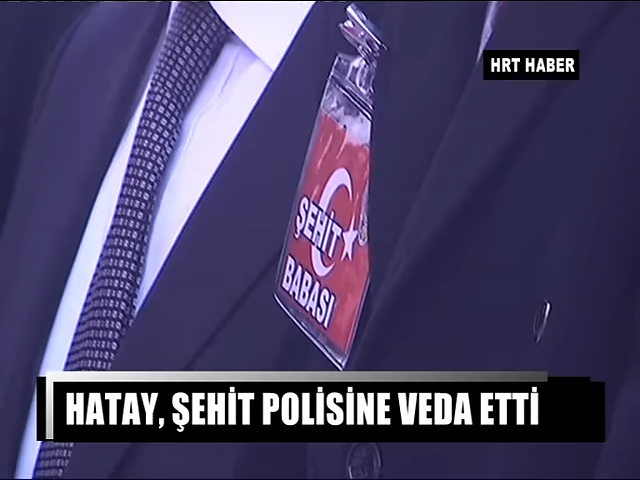 HRT HABER
ŞEHİT
BABASI
HATAY, ŞEHİT POLİSİNE VEDA ETTİ